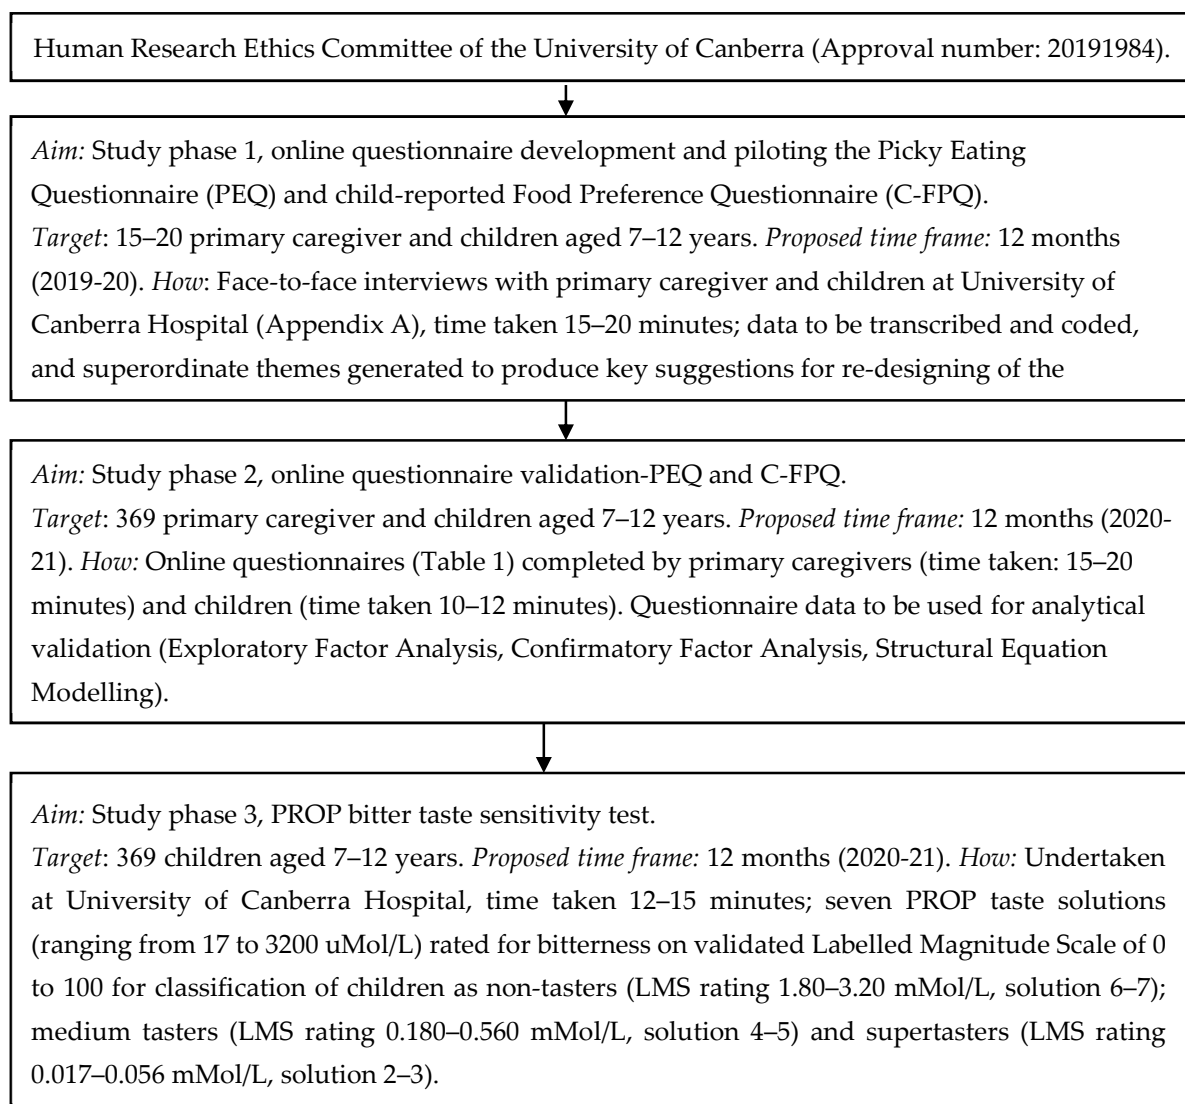 Human Research Ethics Committee of the University of Canberra (Approval number: 20191984).
Aim: Study phase 1, online questionnaire development and piloting the Picky Eating
Questionnaire (PEQ) and child-reported Food Preference Questionnaire (C-FPQ).
Target: 15–20 primary caregiver and children aged 7–12 years. Proposed time frame: 12 months
(2019-20). How: Face-to-face interviews with primary caregiver and children at University of
Canberra Hospital (Appendix A), time taken 15–20 minutes; data to be transcribed and coded,
and superordinate themes generated to produce key suggestions for re-designing of the
Aim: Study phase 2, online questionnaire validation-PEQ and C-FPQ.
Target: 369 primary caregiver and children aged 7–12 years. Proposed time frame: 12 months (2020-
21). How: Online questionnaires (Table 1) completed by primary caregivers (time taken: 15–20
minutes) and children (time taken 10–12 minutes). Questionnaire data to be used for analytical
validation (Exploratory Factor Analysis, Confirmatory Factor Analysis, Structural Equation
Modelling).
Aim: Study phase 3, PROP bitter taste sensitivity test.
Target: 369 children aged 7–12 years. Proposed time frame: 12 months (2020-21). How: Undertaken
at University of Canberra Hospital, time taken 12–15 minutes; seven PROP taste solutions
(ranging from 17 to 3200 uMol/L) rated for bitterness on validated Labelled Magnitude Scale of 0
to 100 for classification of children as non-tasters (LMS rating 1.80–3.20 mMol/L, solution 6–7);
medium tasters (LMS rating 0.180–0.560 mMol/L, solution 4–5) and supertasters (LMS rating
0.017–0.056 mMol/L, solution 2–3).